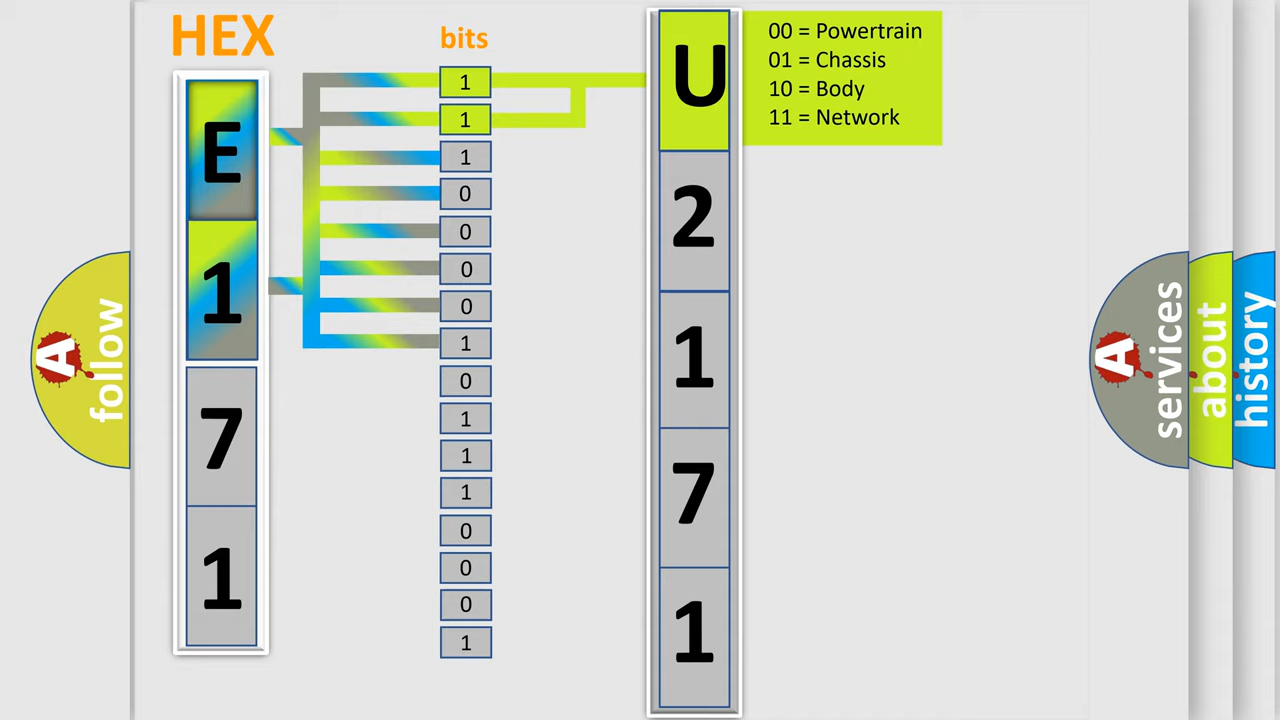 HEX
bits
E
1
7
1
1
1
1
0
0
0
0
1
0
1
1
1
0
0
0
1
U
2
1
7
1
00 = Powertrain
01 = Chassis
10 = Body
11 = Network
A
follow
A
services
about
history